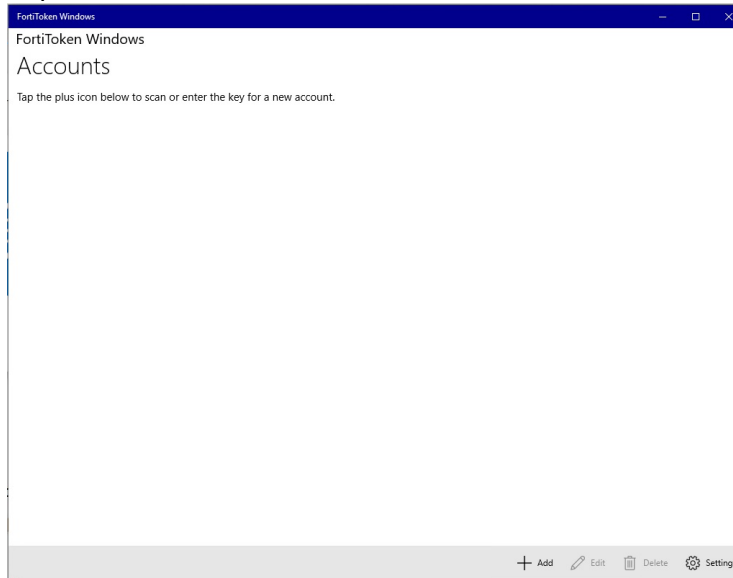 FortiToken Windows
FortiToken Windows
Accounts
Tap the plus icon below to scan or enter the key for a new account.
Add Edit Delete Setting